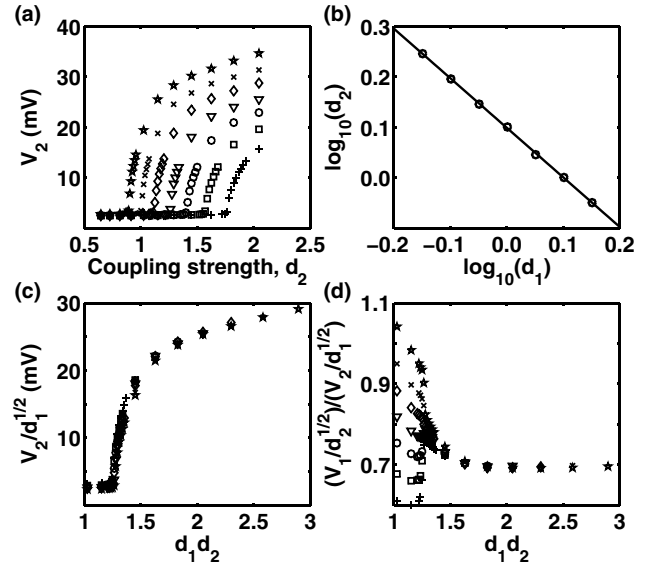 (a)
40
30
20
10
V2 (mV)
0.5 1 1.5 2 2.5
Coupling strength, d2
(b)
0.3
0.2
0.1
0.0
log10(d2)
−0.2 −0.1 0.0 0.1 0.2
log10(d1)
(c)
30
20
10
V2/d1^1/2 (mV)
1 1.5 2 2.5 3
d1d2
(d)
1.1
0.9
0.7
(V1/d2^1/2)/(V2/d1^1/2)
1 1.5 2 2.5 3
d1d2